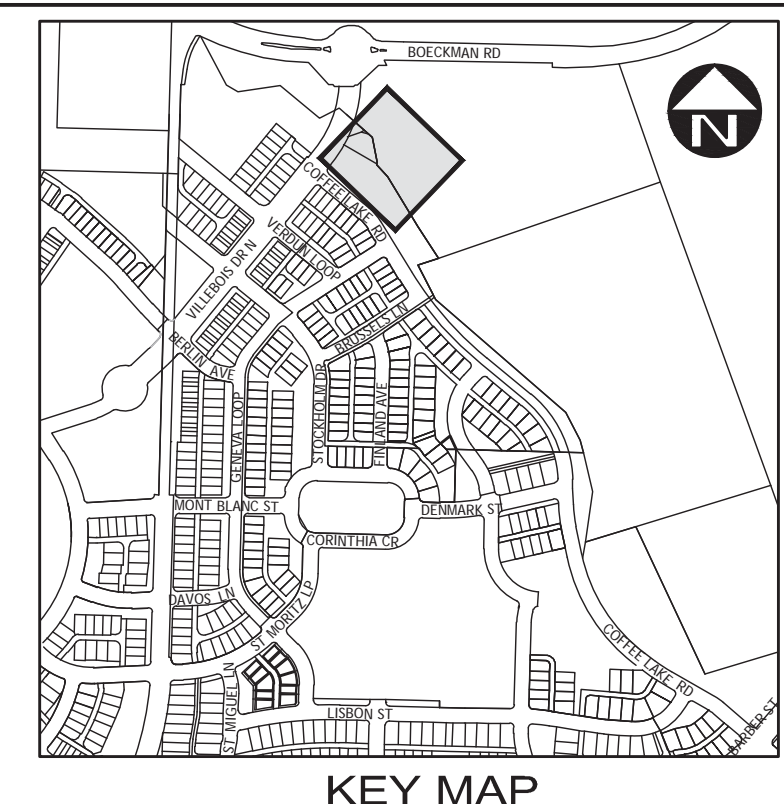 BOECKMAN RD
N
COFFEE LAKE RD
VERDUN LOOP
VILLEBOIS DR N
BRUSSELS LN
BERLIN AVE
STOCKHOLM DR
FINLAND AVE
GENEVA LOOP
MONT BLANC ST
DENMARK ST
CORINTHIA CR
DAVOS LN
ST MORITZ LP
COFFEE LAKE RD
ST MIGUEL LN
LISBON ST
BARBER ST
KEY MAP